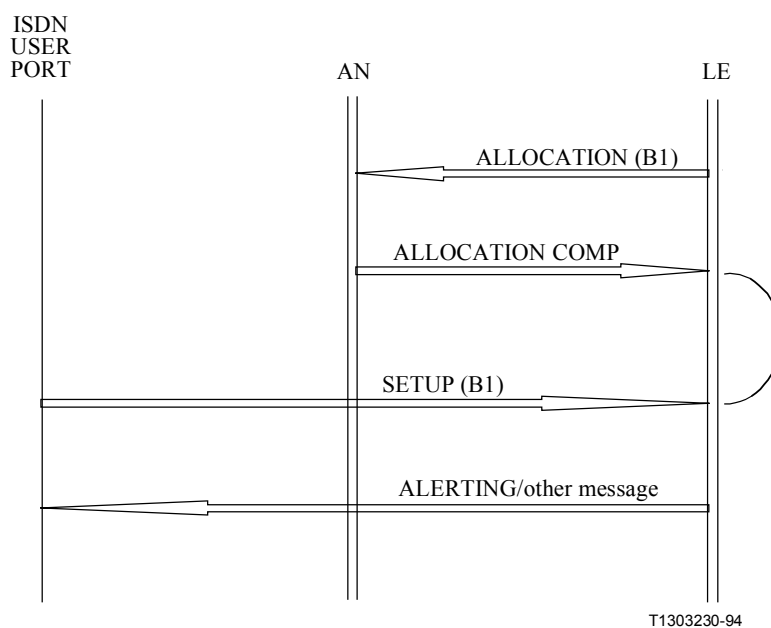 ISDN
USER
PORT
AN
LE
ALLOCATION (B1)
ALLOCATION COMP
SETUP (B1)
ALERTING/other message
T1303230-94